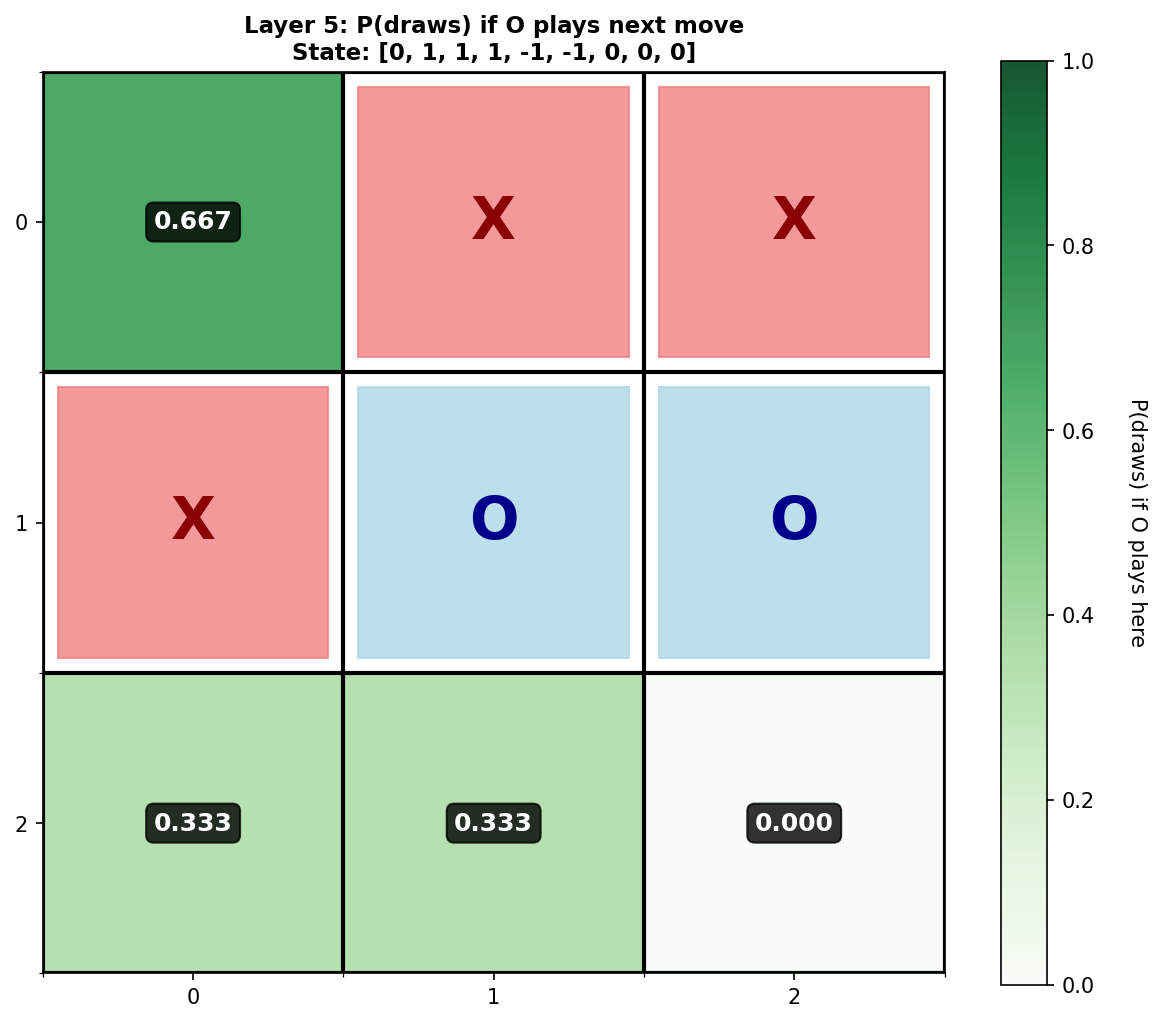 Layer 5: P(draws) if O plays next move
State: [0, 1, 1, 1, -1, -1, 0, 0, 0]
1.0
0.8
0.6
0.4
0.2
0.0
P(draws) if O plays here
0
0.667
X
X
1
X
O
O
2
0.333
0.333
0.000
0
1
2